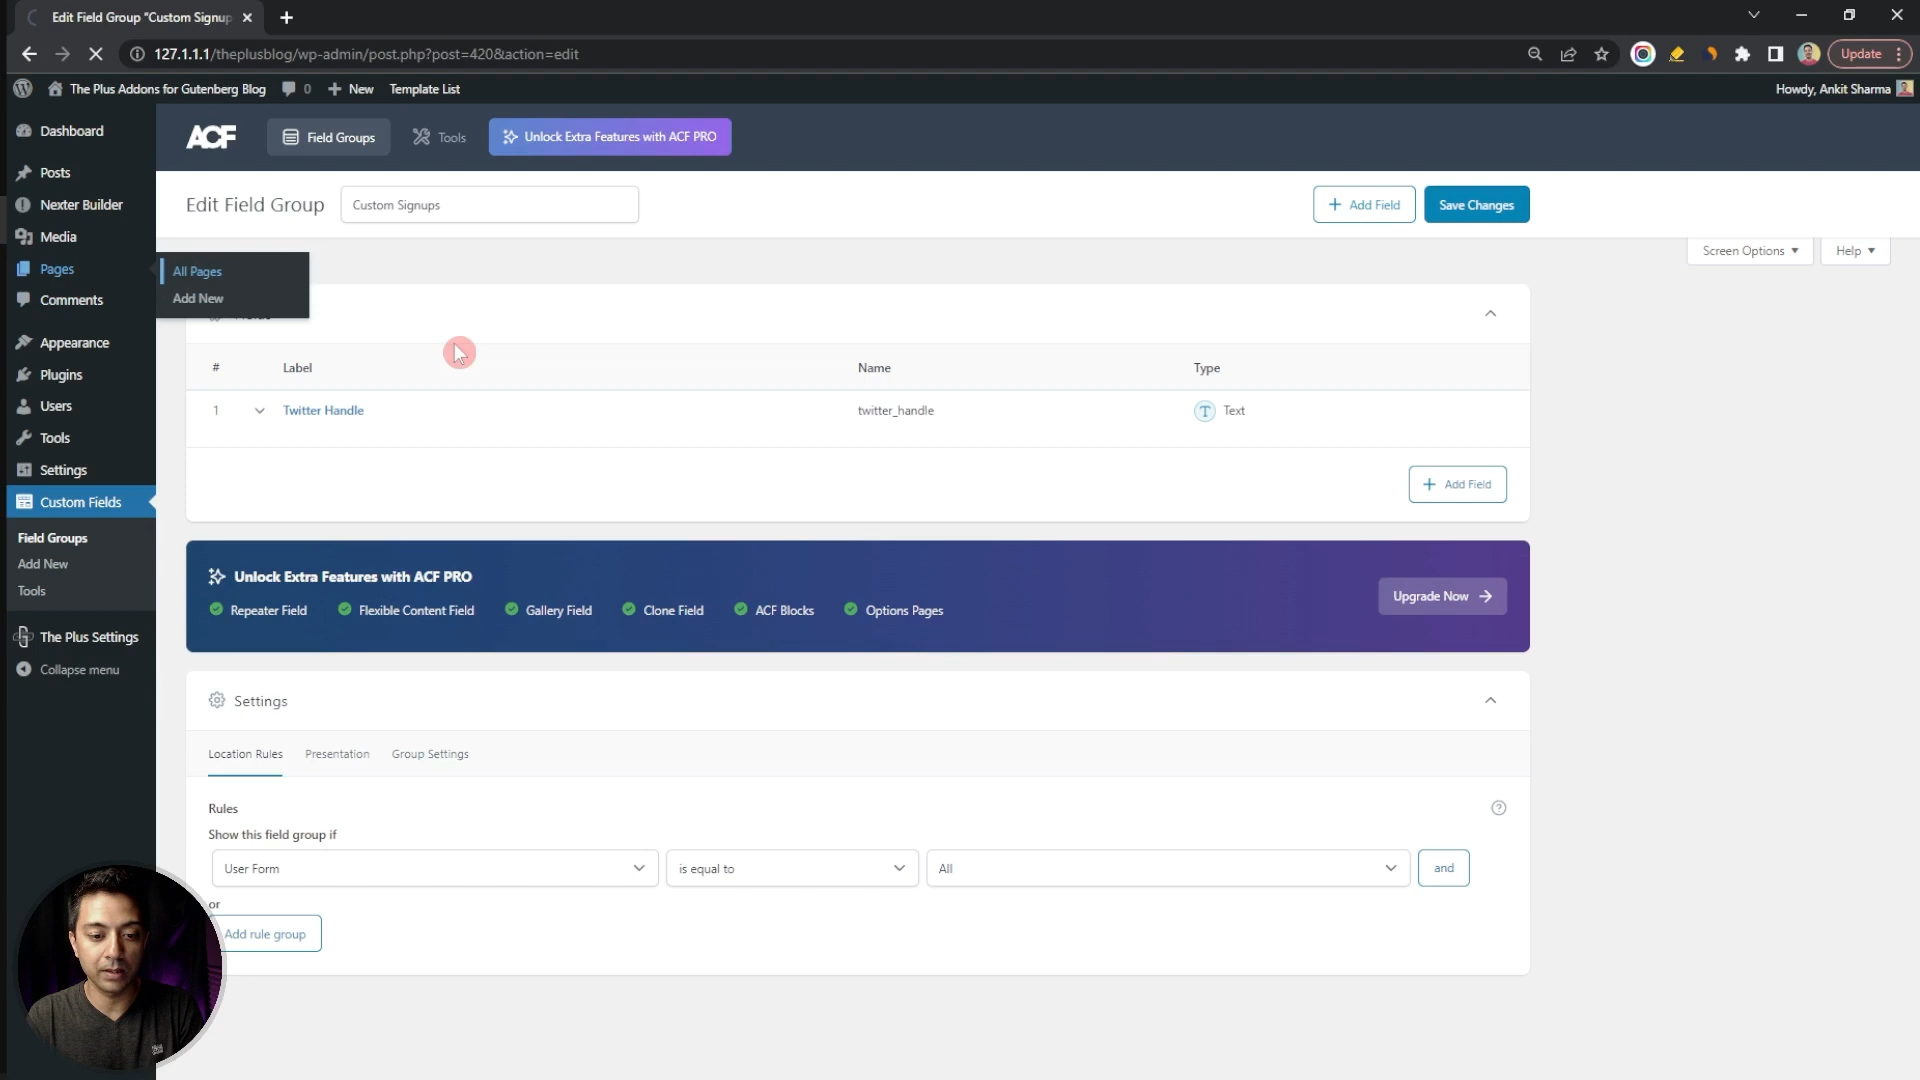 Edit Field Group "Custom Signup
127.1.1.1/theplusblog/wp-admin/post.php?post=420&action=edit
Update
The Plus Addons for Gutenberg Blog
0
New
Template List
Howdy, Ankit Sharma
Dashboard
Posts
Nexter Builder
Media
Pages
All Pages
Add New
Comments
Appearance
Plugins
Users
Tools
Settings
Custom Fields
Field Groups
Add New
Tools
The Plus Settings
Collapse menu
ACF
Field Groups
Tools
Unlock Extra Features with ACF PRO
Edit Field Group
Custom Signups
Add Field
Save Changes
Screen Options
Help
#
Label
Name
Type
1
Twitter Handle
twitter_handle
T
Text
Add Field
Unlock Extra Features with ACF PRO
Repeater Field
Flexible Content Field
Gallery Field
Clone Field
ACF Blocks
Options Pages
Upgrade Now
Settings
Location Rules
Presentation
Group Settings
Rules
Show this field group if
User Form
is equal to
All
and
or
Add rule group